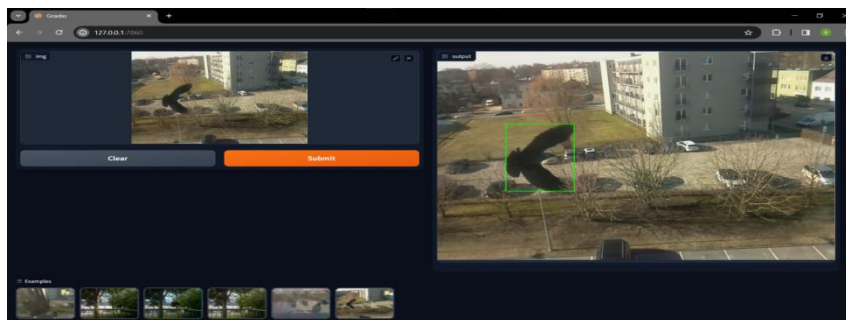 Gradio
127.0.0.1:7860
img
output
Clear
Submit
Examples